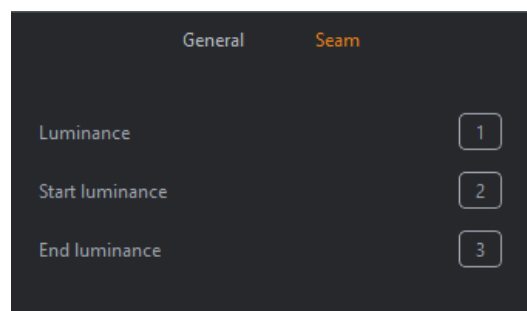 General Seam
Luminance 1
Start luminance 2
End luminance 3